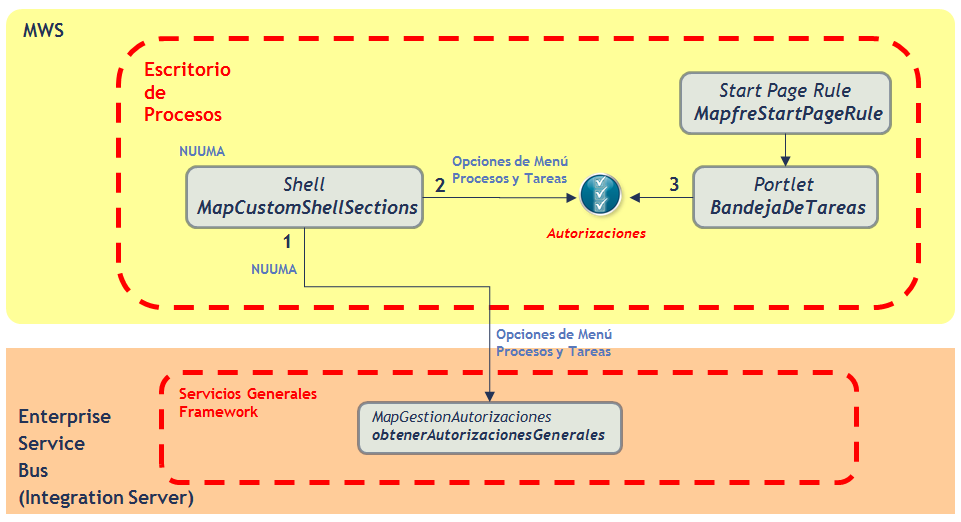 MWS
Escritorio
de
Procesos
Start Page Rule
MapfreStartPageRule
NUUMA
Opciones de Menú
Procesos y Tareas
Shell
MapCustomShellSections
2
3
Portlet
BandejaDeTareas
Autorizaciones
1
NUUMA
Opciones de Menú
Procesos y Tareas
Servicios Generales
Framework
MapGestionAutorizaciones
obtenerAutorizacionesGenerales
Enterprise
Service
Bus
(Integration Server)